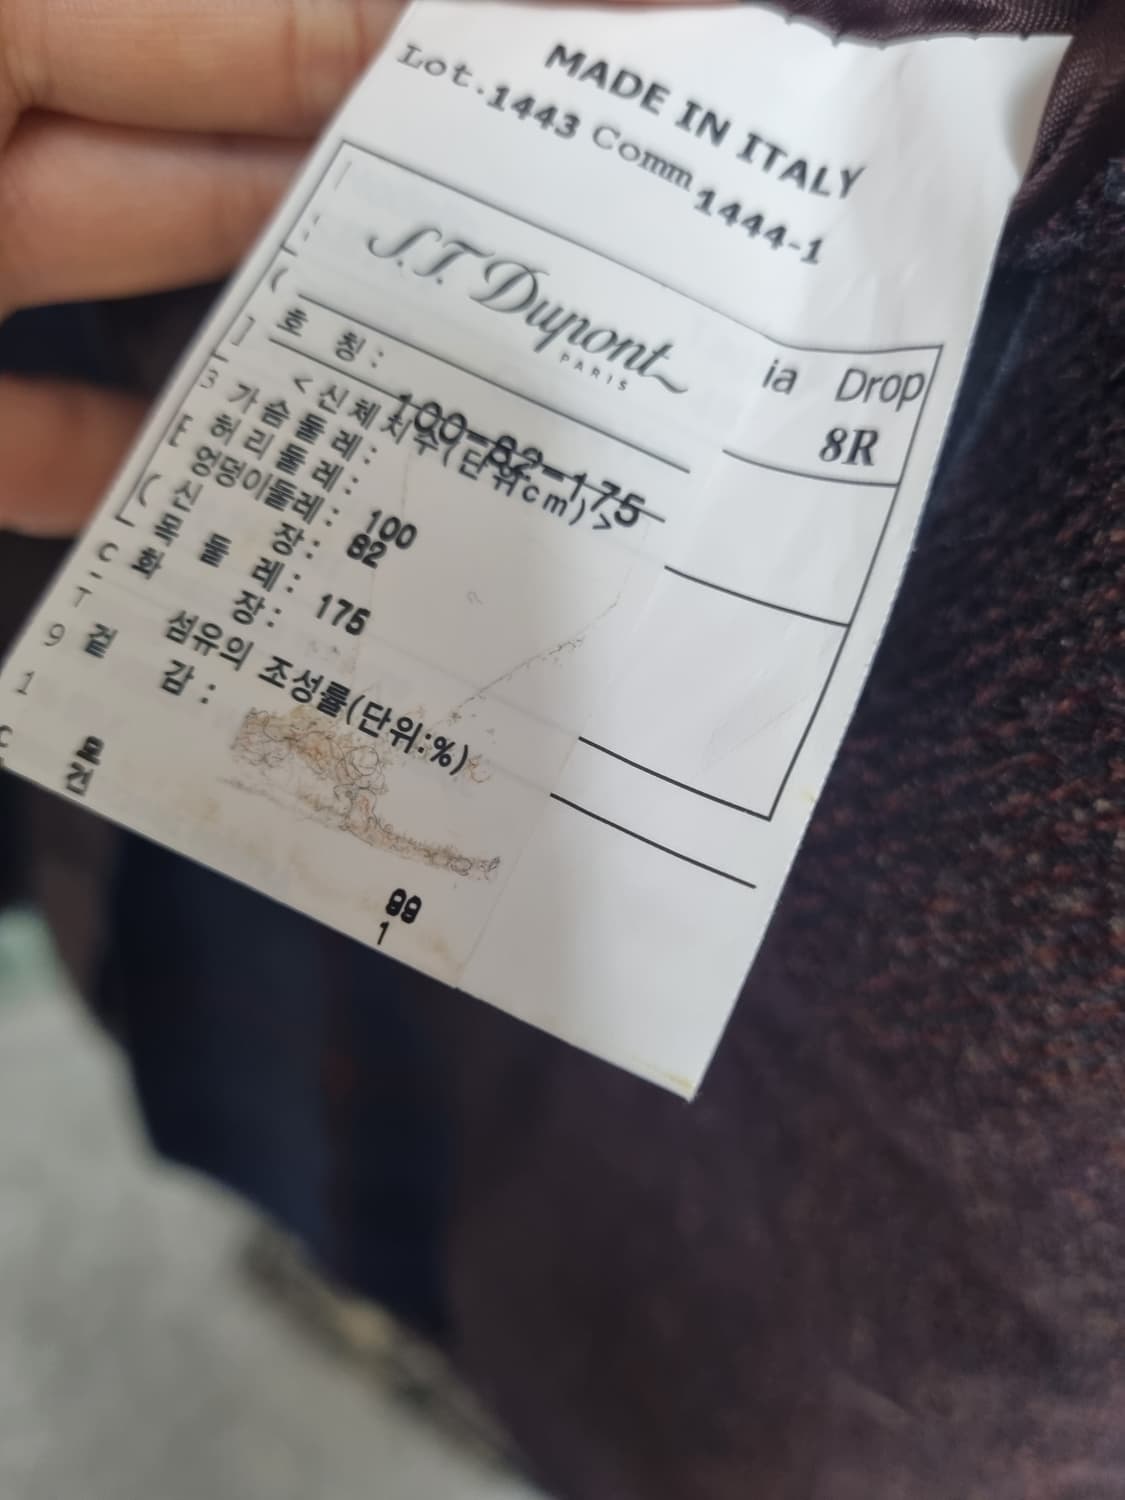 MADE IN ITALY
Lot.1443 Comm 1444-1
S.T. Dupont
PARIS
ia Drop
8R
호 칭: 100-82-175
<신체치수(단위cm)>
가슴둘레: 100
허리둘레: 82
엉덩이둘레:
신 장: 175
목 둘 레:
화 장:
섬유의 조성률(단위:%)
겉 감:
모 99
1